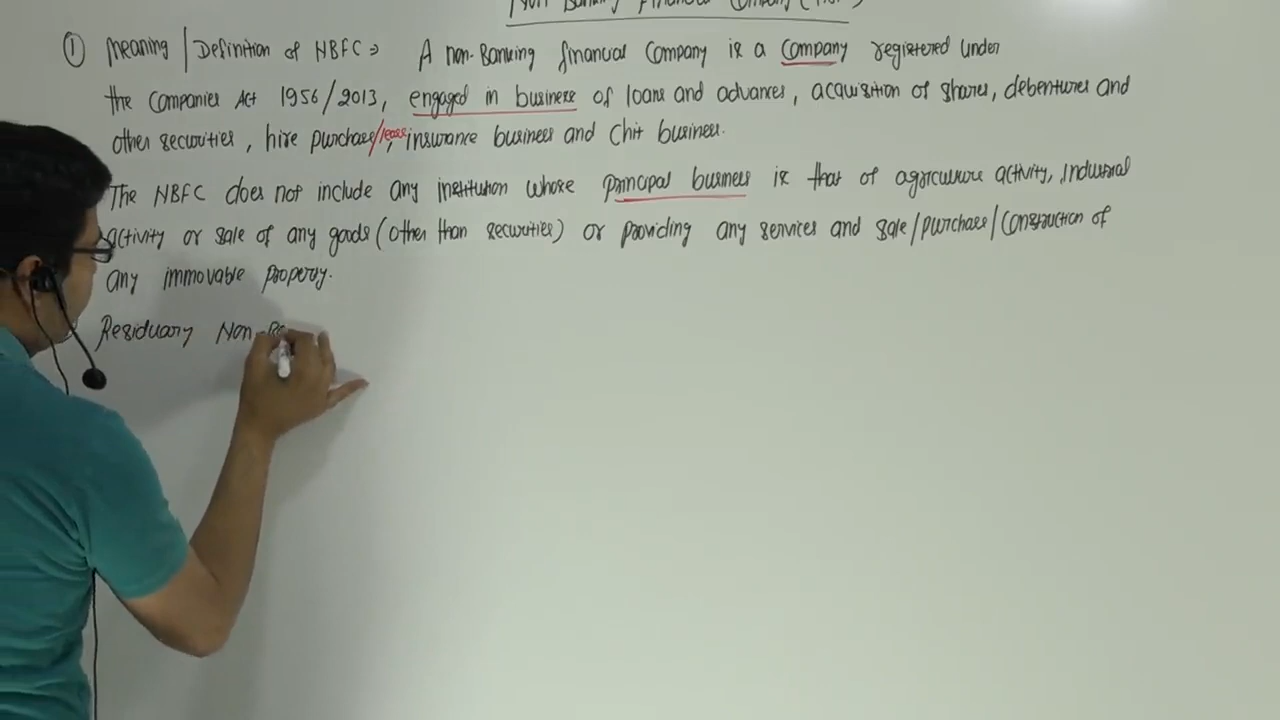 Non Banking Financial Company
① Meaning / Definition of NBFC ⇒ A non-Banking financial Company is a company registered under
the Companies Act 1956/2013, engaged in business of loans and advances, acquisition of shares, debentures and
other securities, hire purchase/lease, insurance business and chit business.
The NBFC does not include any institution whose principal business is that of agriculture activity, Industrial
activity or sale of any goods (other than securities) or providing any services and sale/purchase/construction of
any immovable property.
Residuary Non-